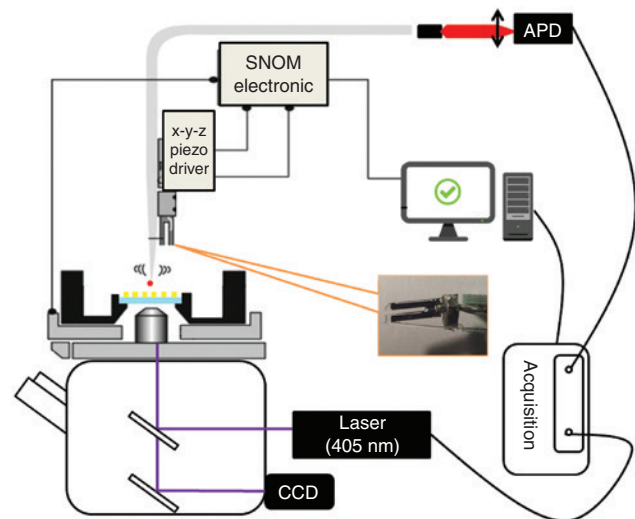 APD
SNOM
electronic
x-y-z
piezo
driver
Acquisition
Laser
(405 nm)
CCD